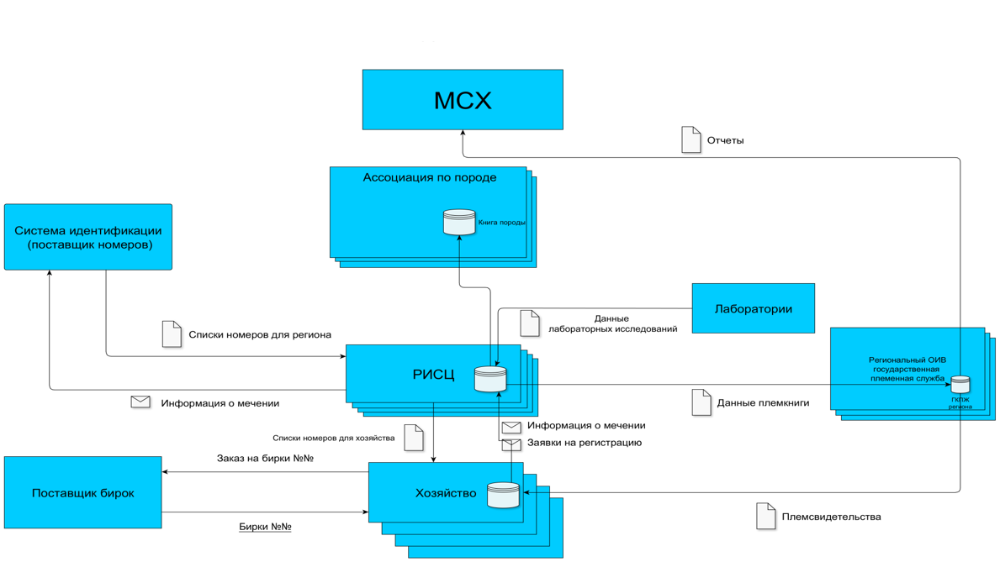 МСХ
Отчеты
Ассоциация по породе
Книга породы
Система идентификации
(поставщик номеров)
Лаборатории
Данные
лабораторных исследований
Списки номеров для региона
Региональный ОИВ
государственная
племенная служба
РИСЦ
ГКПЖ
региона
Информация о мечении
Данные племкниги
Информация о мечении
Списки номеров для хозяйства
Заявки на регистрацию
Заказ на бирки №№
Поставщик бирок
Хозяйство
Племсвидетельства
Бирки №№